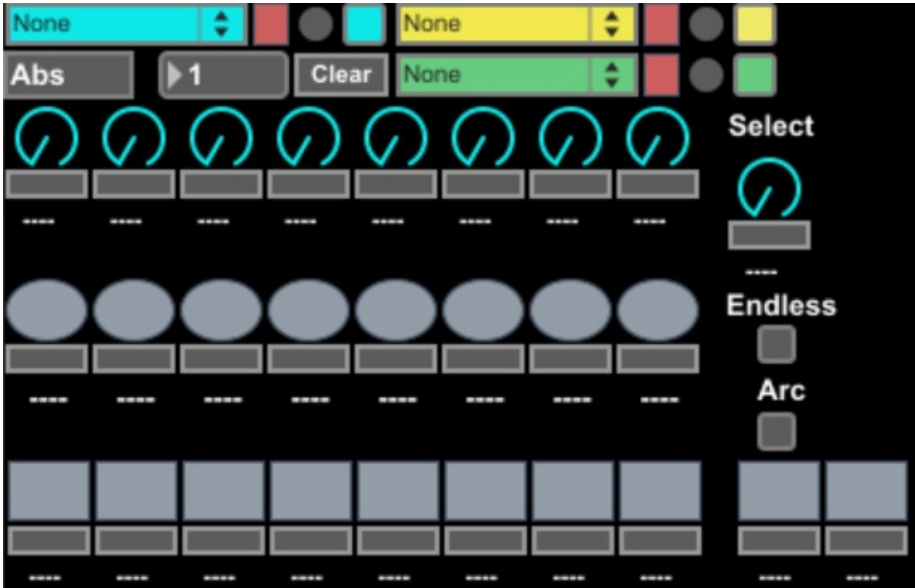 None None
Abs 1 Clear None
Select
---- ---- ---- ---- ---- ---- ---- ----
----
Endless
---- ---- ---- ---- ---- ---- ---- ----
Arc
---- ---- ---- ---- ---- ---- ---- ---- ---- ----